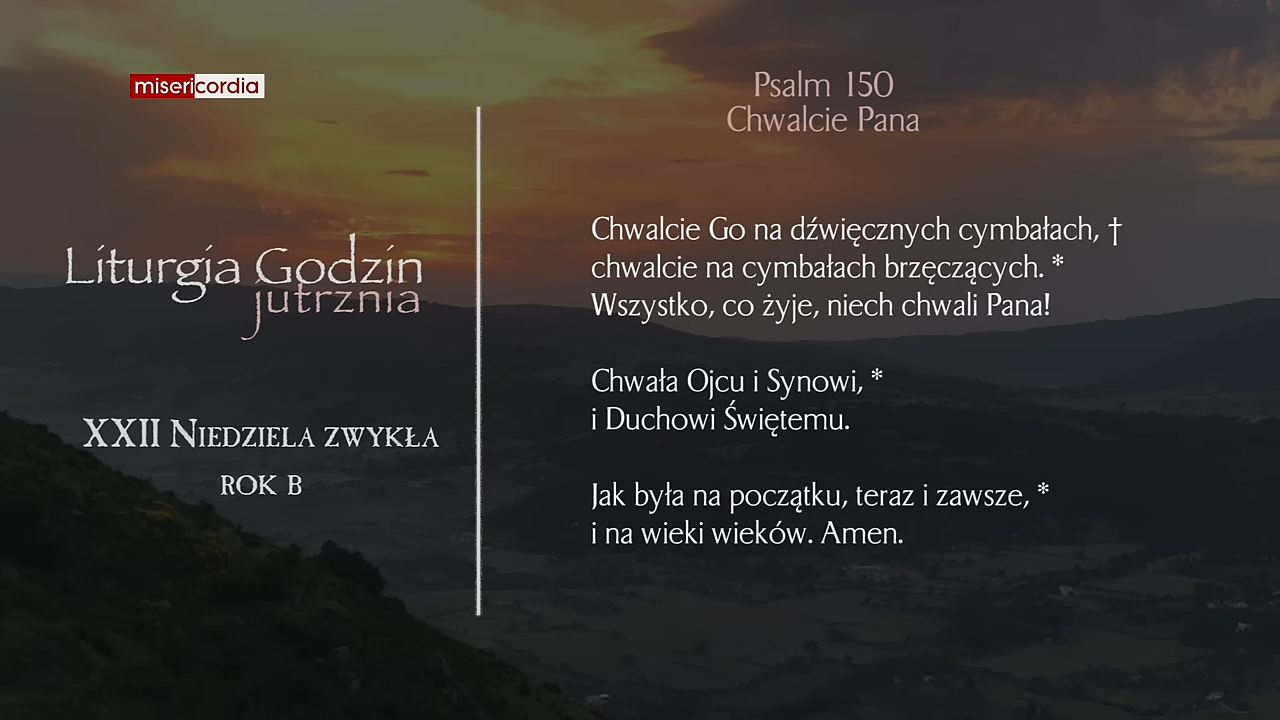 misericordia
Liturgia Godzin
jutrznia
XXII Niedziela zwykła
rok B
Psalm 150
Chwalcie Pana
Chwalcie Go na dźwięcznych cymbałach, †
chwalcie na cymbałach brzęczących. *
Wszystko, co żyje, niech chwali Pana!
Chwała Ojcu i Synowi, *
i Duchowi Świętemu.
Jak była na początku, teraz i zawsze, *
i na wieki wieków. Amen.